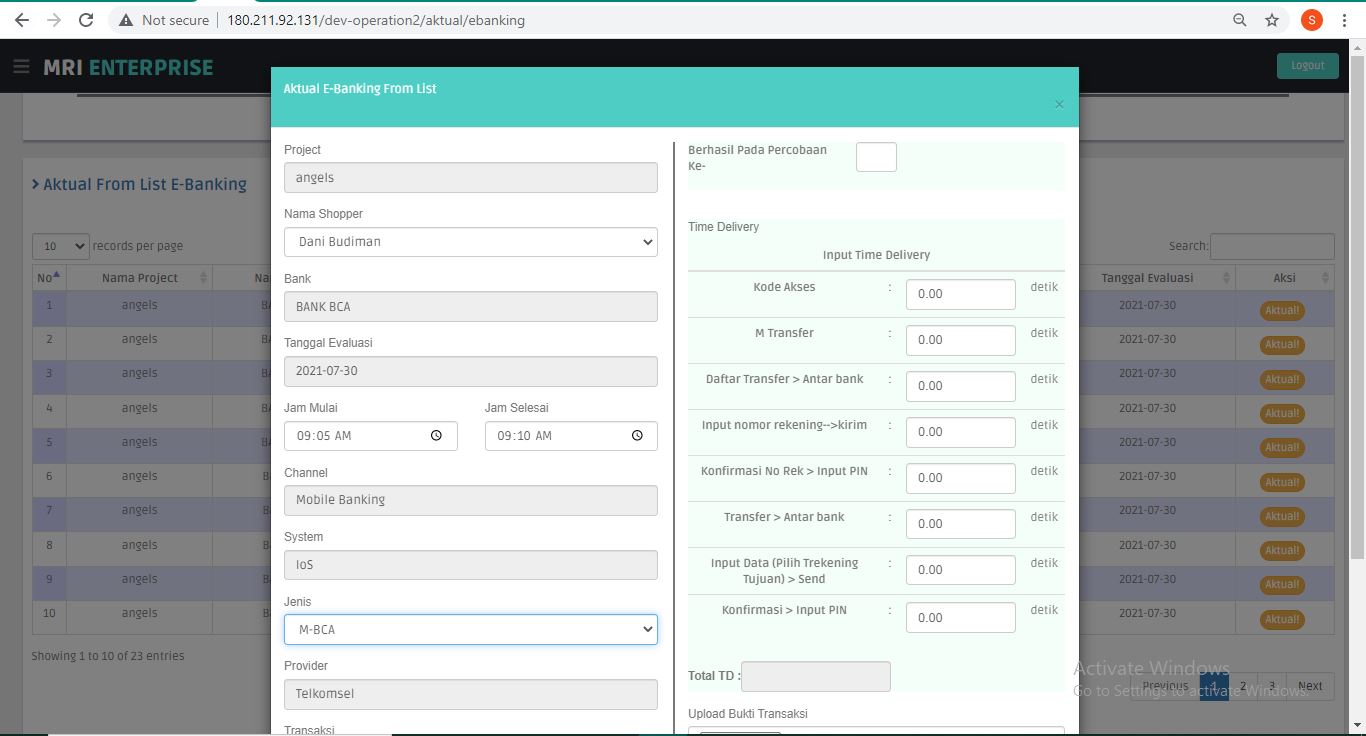 Not secure | 180.211.92.131/dev-operation2/aktual/ebanking
S
MRI ENTERPRISE
Logout
Aktual E-Banking From List
×
> Aktual From List E-Banking
10 records per page
Search:
No Nama Project Na Tanggal Evaluasi Aksi
1 angels BA 2021-07-30 Aktual!
2 angels BA 2021-07-30 Aktual!
3 angels BA 2021-07-30 Aktual!
4 angels BA 2021-07-30 Aktual!
5 angels BA 2021-07-30 Aktual!
6 angels BA 2021-07-30 Aktual!
7 angels BA 2021-07-30 Aktual!
8 angels BA 2021-07-30 Aktual!
9 angels BA 2021-07-30 Aktual!
10 angels BA 2021-07-30 Aktual!
Showing 1 to 10 of 23 entries
Previous 1 2 3 Next
Project
angels
Nama Shopper
Dani Budiman
Bank
BANK BCA
Tanggal Evaluasi
2021-07-30
Jam Mulai Jam Selesai
09:05 AM 09:10 AM
Channel
Mobile Banking
System
IoS
Jenis
M-BCA
Provider
Telkomsel
Transaksi
Berhasil Pada Percobaan
Ke-
Time Delivery
Input Time Delivery
Kode Akses : 0.00 detik
M Transfer : 0.00 detik
Daftar Transfer > Antar bank : 0.00 detik
Input nomor rekening-->kirim : 0.00 detik
Konfirmasi No Rek > Input PIN : 0.00 detik
Transfer > Antar bank : 0.00 detik
Input Data (Pilih Trekening : 0.00 detik
Tujuan) > Send
Konfirmasi > Input PIN : 0.00 detik
Total TD :
Upload Bukti Transaksi
Activate Windows
Go to Settings to activate Windows.